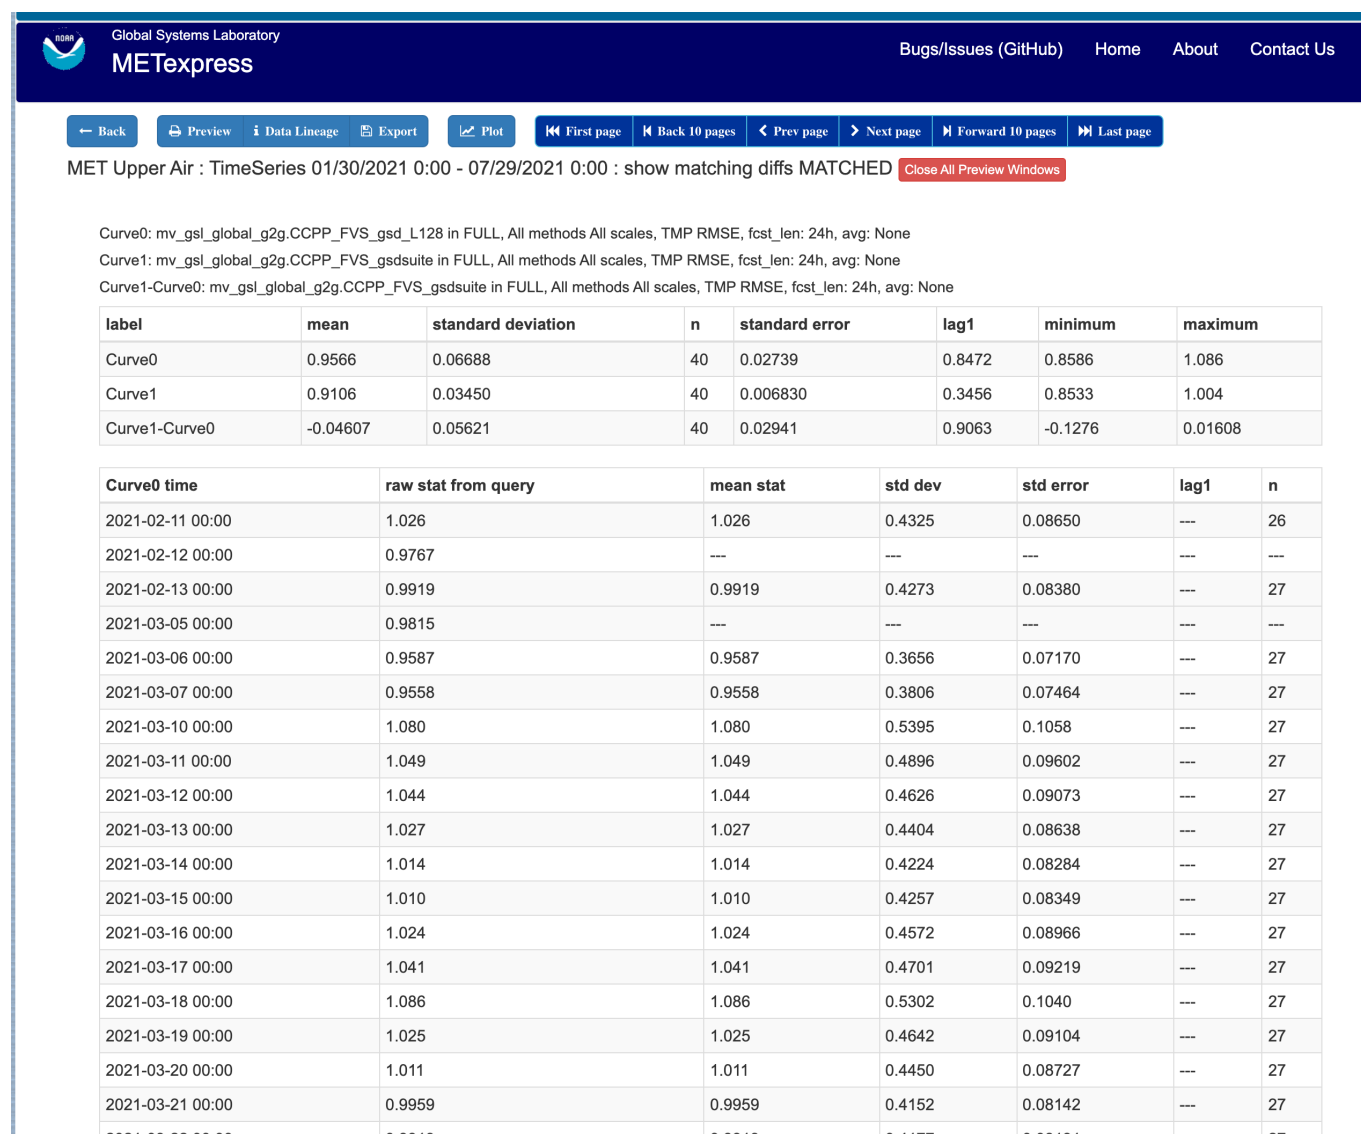 NOAA
Global Systems Laboratory
METexpress
Bugs/Issues (GitHub) Home About Contact Us
Back Preview Data Lineage Export Plot First page Back 10 pages Prev page Next page Forward 10 pages Last page
MET Upper Air : TimeSeries 01/30/2021 0:00 - 07/29/2021 0:00 : show matching diffs MATCHED Close All Preview Windows
Curve0: mv_gsl_global_g2g.CCPP_FVS_gsd_L128 in FULL, All methods All scales, TMP RMSE, fcst_len: 24h, avg: None
Curve1: mv_gsl_global_g2g.CCPP_FVS_gsdsuite in FULL, All methods All scales, TMP RMSE, fcst_len: 24h, avg: None
Curve1-Curve0: mv_gsl_global_g2g.CCPP_FVS_gsdsuite in FULL, All methods All scales, TMP RMSE, fcst_len: 24h, avg: None
label mean standard deviation n standard error lag1 minimum maximum
Curve0 0.9566 0.06688 40 0.02739 0.8472 0.8586 1.086
Curve1 0.9106 0.03450 40 0.006830 0.3456 0.8533 1.004
Curve1-Curve0 -0.04607 0.05621 40 0.02941 0.9063 -0.1276 0.01608
Curve0 time raw stat from query mean stat std dev std error lag1 n
2021-02-11 00:00 1.026 1.026 0.4325 0.08650 --- 26
2021-02-12 00:00 0.9767 --- --- --- --- ---
2021-02-13 00:00 0.9919 0.9919 0.4273 0.08380 --- 27
2021-03-05 00:00 0.9815 --- --- --- --- ---
2021-03-06 00:00 0.9587 0.9587 0.3656 0.07170 --- 27
2021-03-07 00:00 0.9558 0.9558 0.3806 0.07464 --- 27
2021-03-10 00:00 1.080 1.080 0.5395 0.1058 --- 27
2021-03-11 00:00 1.049 1.049 0.4896 0.09602 --- 27
2021-03-12 00:00 1.044 1.044 0.4626 0.09073 --- 27
2021-03-13 00:00 1.027 1.027 0.4404 0.08638 --- 27
2021-03-14 00:00 1.014 1.014 0.4224 0.08284 --- 27
2021-03-15 00:00 1.010 1.010 0.4257 0.08349 --- 27
2021-03-16 00:00 1.024 1.024 0.4572 0.08966 --- 27
2021-03-17 00:00 1.041 1.041 0.4701 0.09219 --- 27
2021-03-18 00:00 1.086 1.086 0.5302 0.1040 --- 27
2021-03-19 00:00 1.025 1.025 0.4642 0.09104 --- 27
2021-03-20 00:00 1.011 1.011 0.4450 0.08727 --- 27
2021-03-21 00:00 0.9959 0.9959 0.4152 0.08142 --- 27